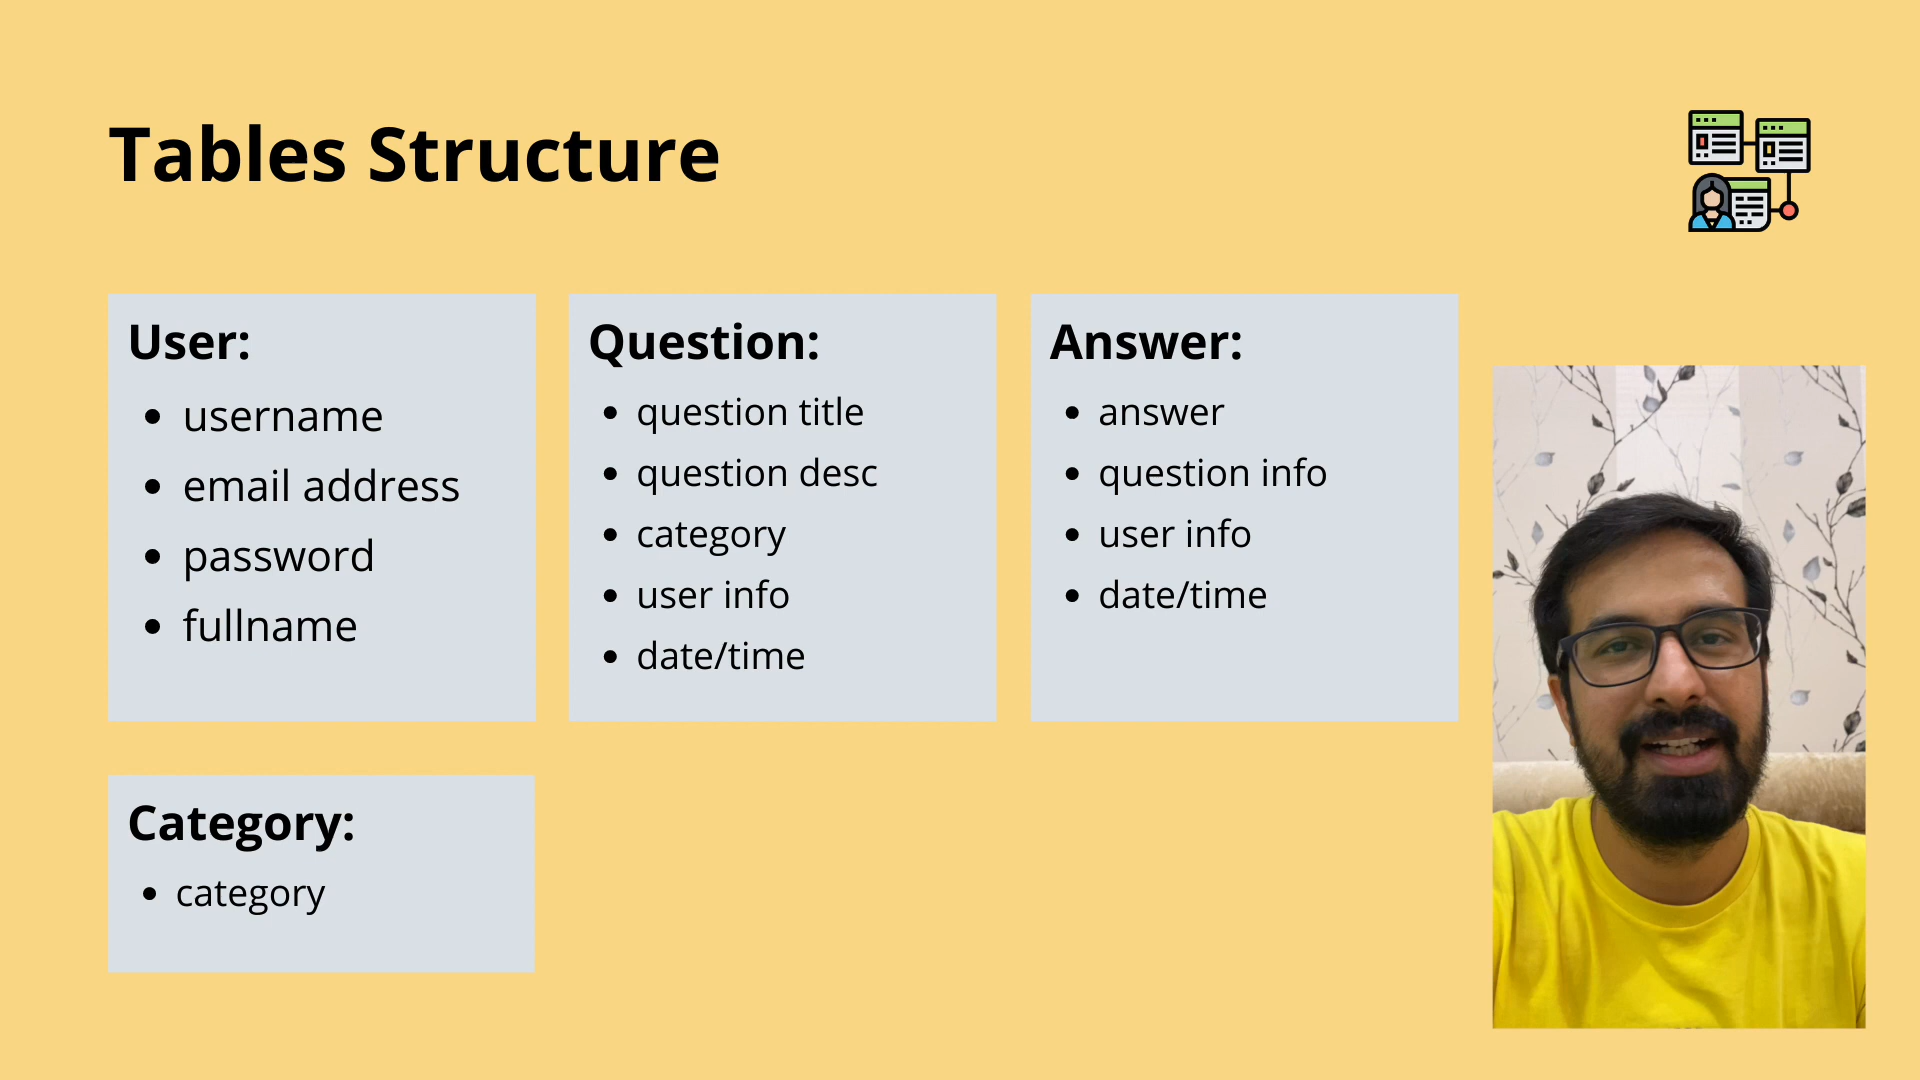 Tables Structure
User:
username
email address
password
fullname
Question:
question title
question desc
category
user info
date/time
Answer:
answer
question info
user info
date/time
Category:
category